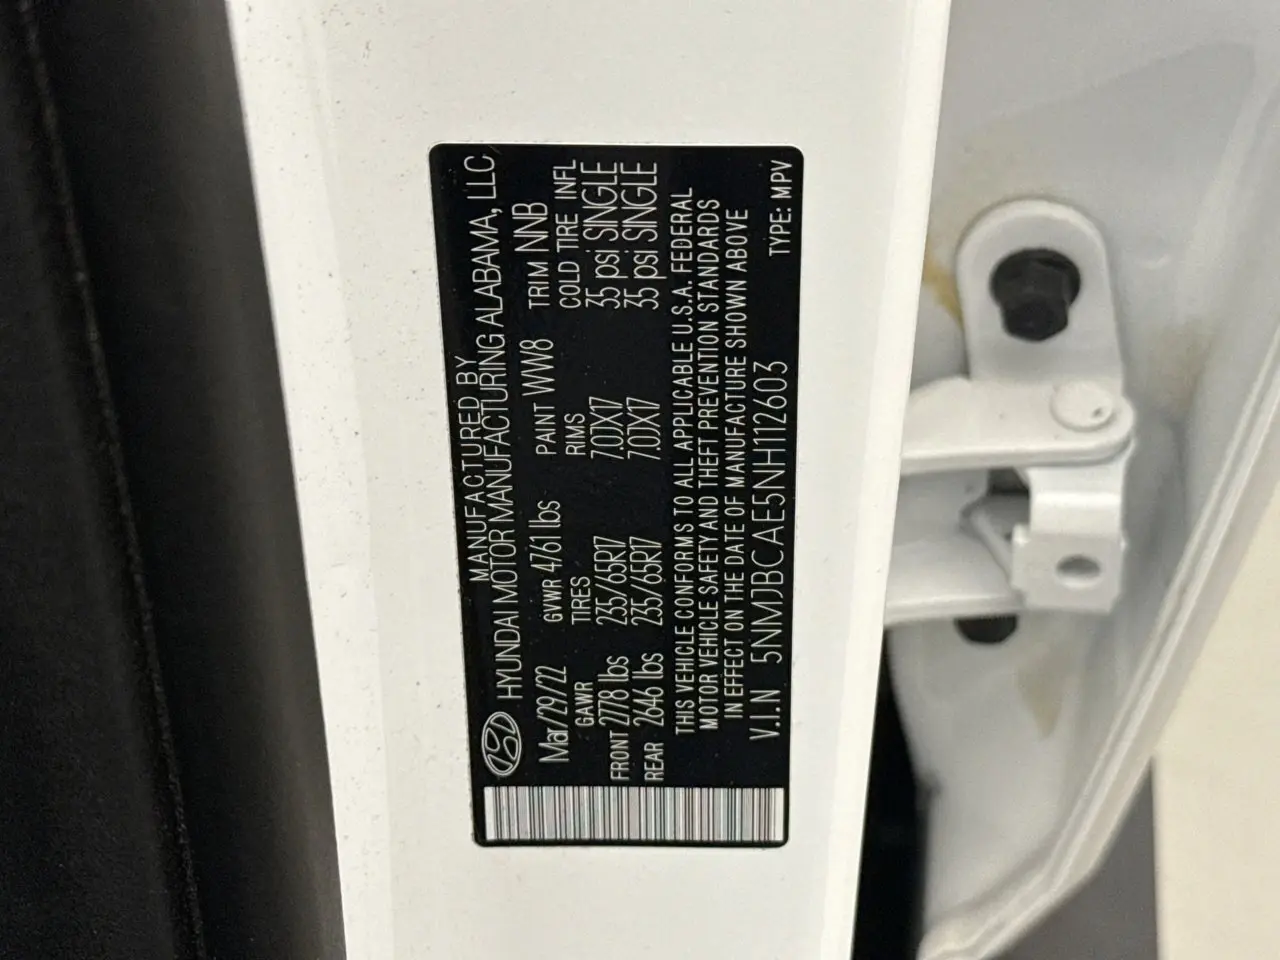 MANUFACTURED BY
HYUNDAI MOTOR MANUFACTURING ALABAMA, LLC
Mar/29/22 GVWR 4761 lbs PAINT WW8 TRIM NNB
GAWR TIRES RIMS COLD TIRE INFL
FRONT 2778 lbs 235/65R17 7.0JX17 35 psi SINGLE
REAR 2646 lbs 235/65R17 7.0JX17 35 psi SINGLE
THIS VEHICLE CONFORMS TO ALL APPLICABLE U.S.A. FEDERAL
MOTOR VEHICLE SAFETY AND THEFT PREVENTION STANDARDS
IN EFFECT ON THE DATE OF MANUFACTURE SHOWN ABOVE
V.I.N 5NMJBCAE5NH112603 TYPE: MPV